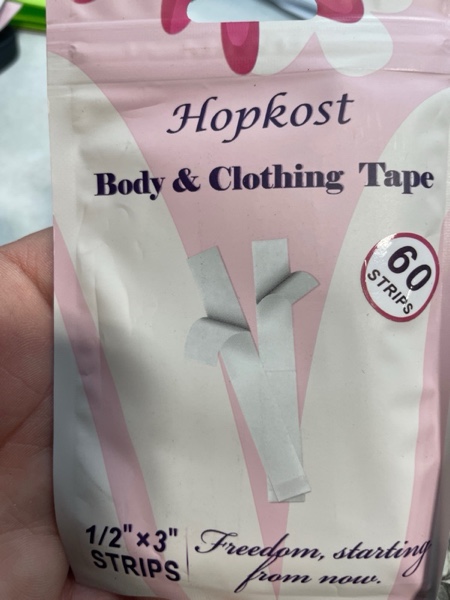 Hopkost
Body & Clothing Tape
60
STRIPS
1/2"×3"
STRIPS
Freedom, starting
from now.